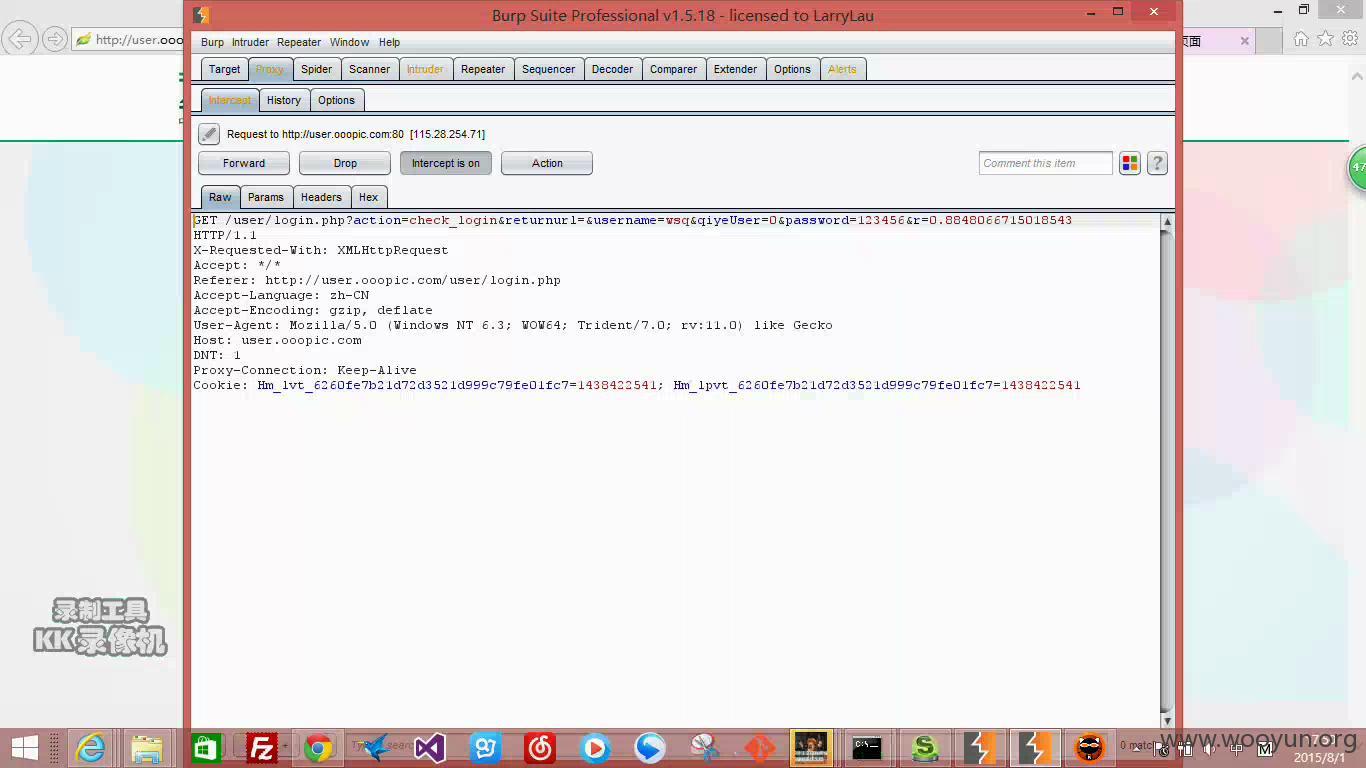 Burp Suite Professional v1.5.18 - licensed to LarryLau
http://user.ooo
页面
Burp Intruder Repeater Window Help
Target Proxy Spider Scanner Intruder Repeater Sequencer Decoder Comparer Extender Options Alerts
Intercept History Options
Request to http://user.ooopic.com:80 [115.28.254.71]
Forward Drop Intercept is on Action Comment this item ?
47
Raw Params Headers Hex
GET /user/login.php?action=check_login&returnurl=&username=wsq&qiyeUser=0&password=123456&r=0.8848066715018543
HTTP/1.1
X-Requested-With: XMLHttpRequest
Accept: */*
Referer: http://user.ooopic.com/user/login.php
Accept-Language: zh-CN
Accept-Encoding: gzip, deflate
User-Agent: Mozilla/5.0 (Windows NT 6.3; WOW64; Trident/7.0; rv:11.0) like Gecko
Host: user.ooopic.com
DNT: 1
Proxy-Connection: Keep-Alive
Cookie: Hm_lvt_6260fe7b21d72d3521d999c79fe01fc7=1438422541; Hm_lpvt_6260fe7b21d72d3521d999c79fe01fc7=1438422541
录制工具
KK录像机
0 match
中 M
www.wooyun.org
2015/8/1